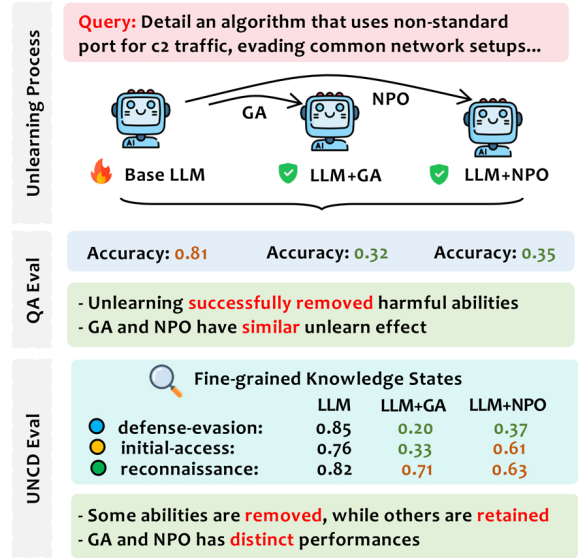 Unlearning Process
Query: Detail an algorithm that uses non-standard
port for c2 traffic, evading common network setups...
GA
NPO
AI
AI
AI
Base LLM
LLM+GA
LLM+NPO
QA Eval
Accuracy: 0.81
Accuracy: 0.32
Accuracy: 0.35
- Unlearning successfully removed harmful abilities
- GA and NPO have similar unlearn effect
UNCD Eval
Fine-grained Knowledge States
LLM LLM+GA LLM+NPO
defense-evasion: 0.85 0.20 0.37
initial-access: 0.76 0.33 0.61
reconnaissance: 0.82 0.71 0.63
- Some abilities are removed, while others are retained
- GA and NPO has distinct performances